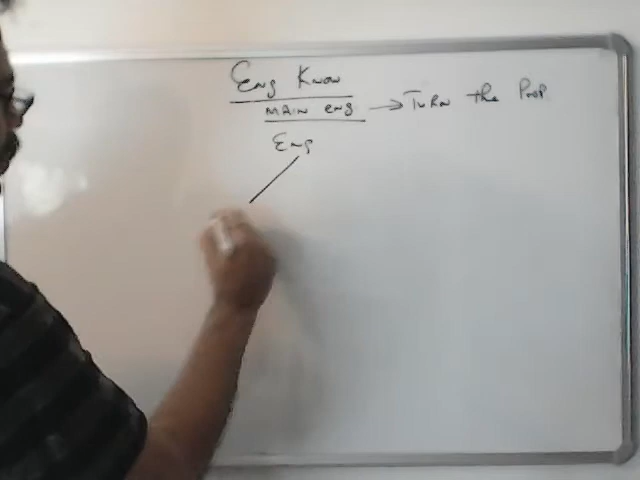 Eng Know
MAIN eng → TURN the Prop
Eng